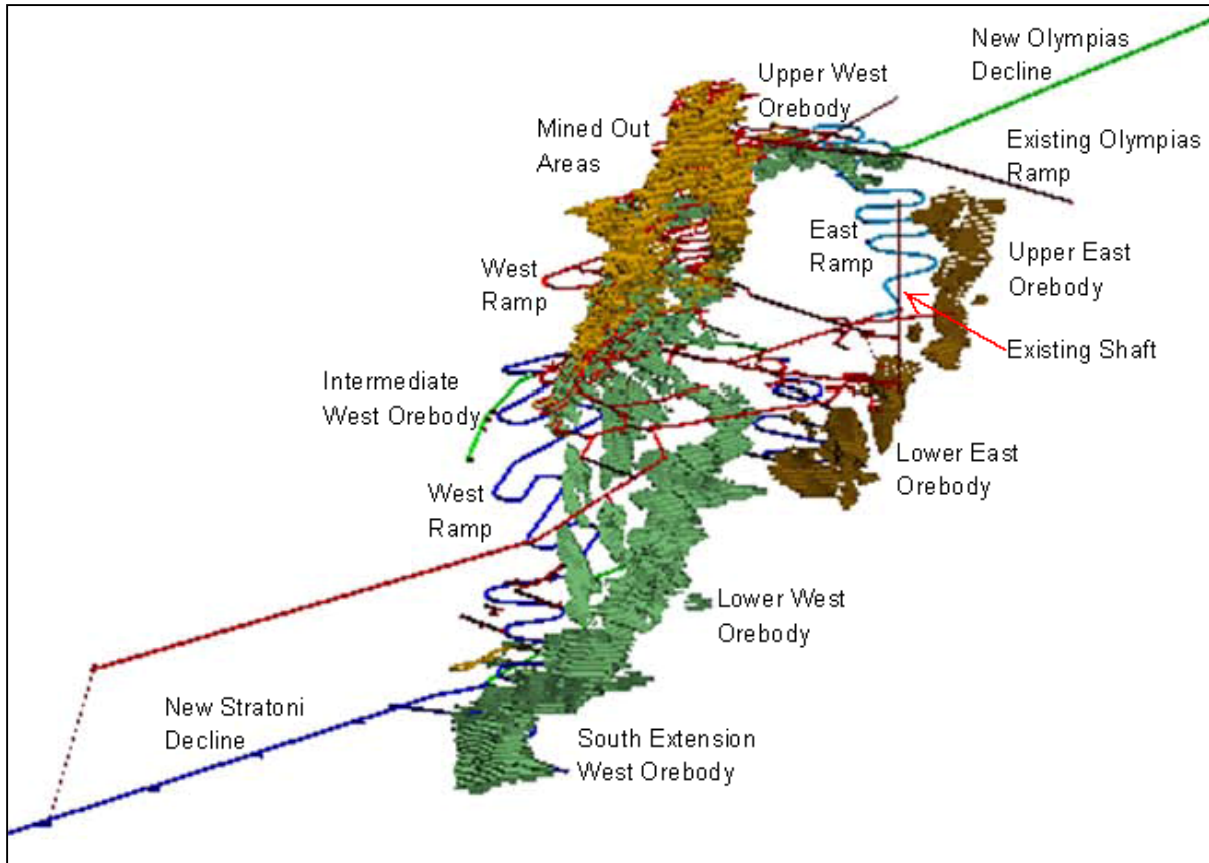 New Olympias
Decline
Upper West
Orebody
Mined Out
Areas
Existing Olympias
Ramp
East
Ramp
Upper East
Orebody
West
Ramp
Existing Shaft
Intermediate
West Orebody
Lower East
Orebody
West
Ramp
Lower West
Orebody
New Stratoni
Decline
South Extension
West Orebody